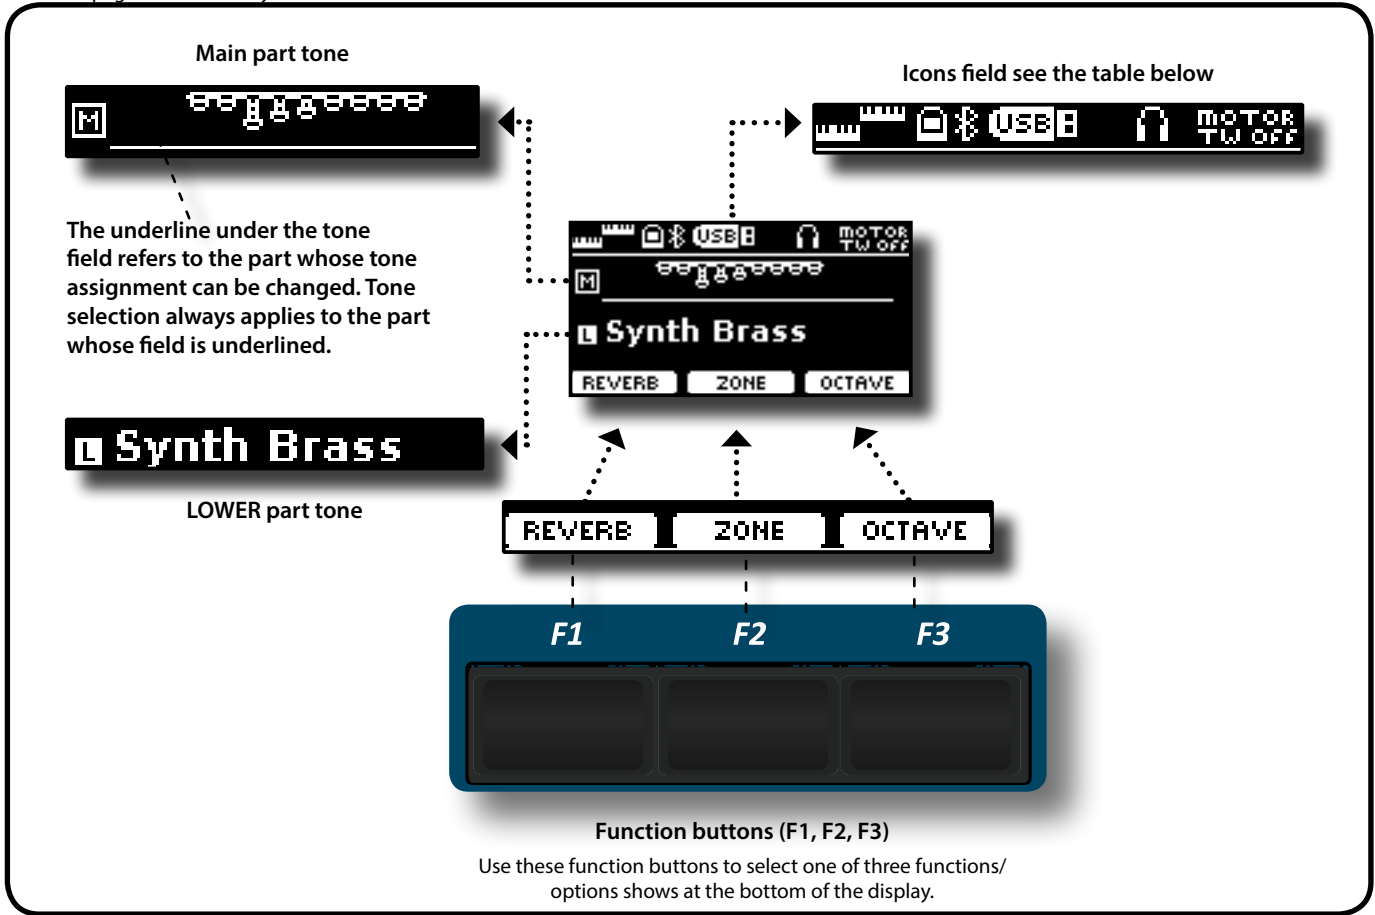 Main part tone
Icons field see the table below
M
USB
MOTOR
TW OFF
The underline under the tone
field refers to the part whose tone
assignment can be changed. Tone
selection always applies to the part
whose field is underlined.
USB
MOTOR
TW OFF
M
L Synth Brass
REVERB ZONE OCTAVE
L Synth Brass
LOWER part tone
REVERB ZONE OCTAVE
F1 F2 F3
Function buttons (F1, F2, F3)
Use these function buttons to select one of three functions/
options shows at the bottom of the display.